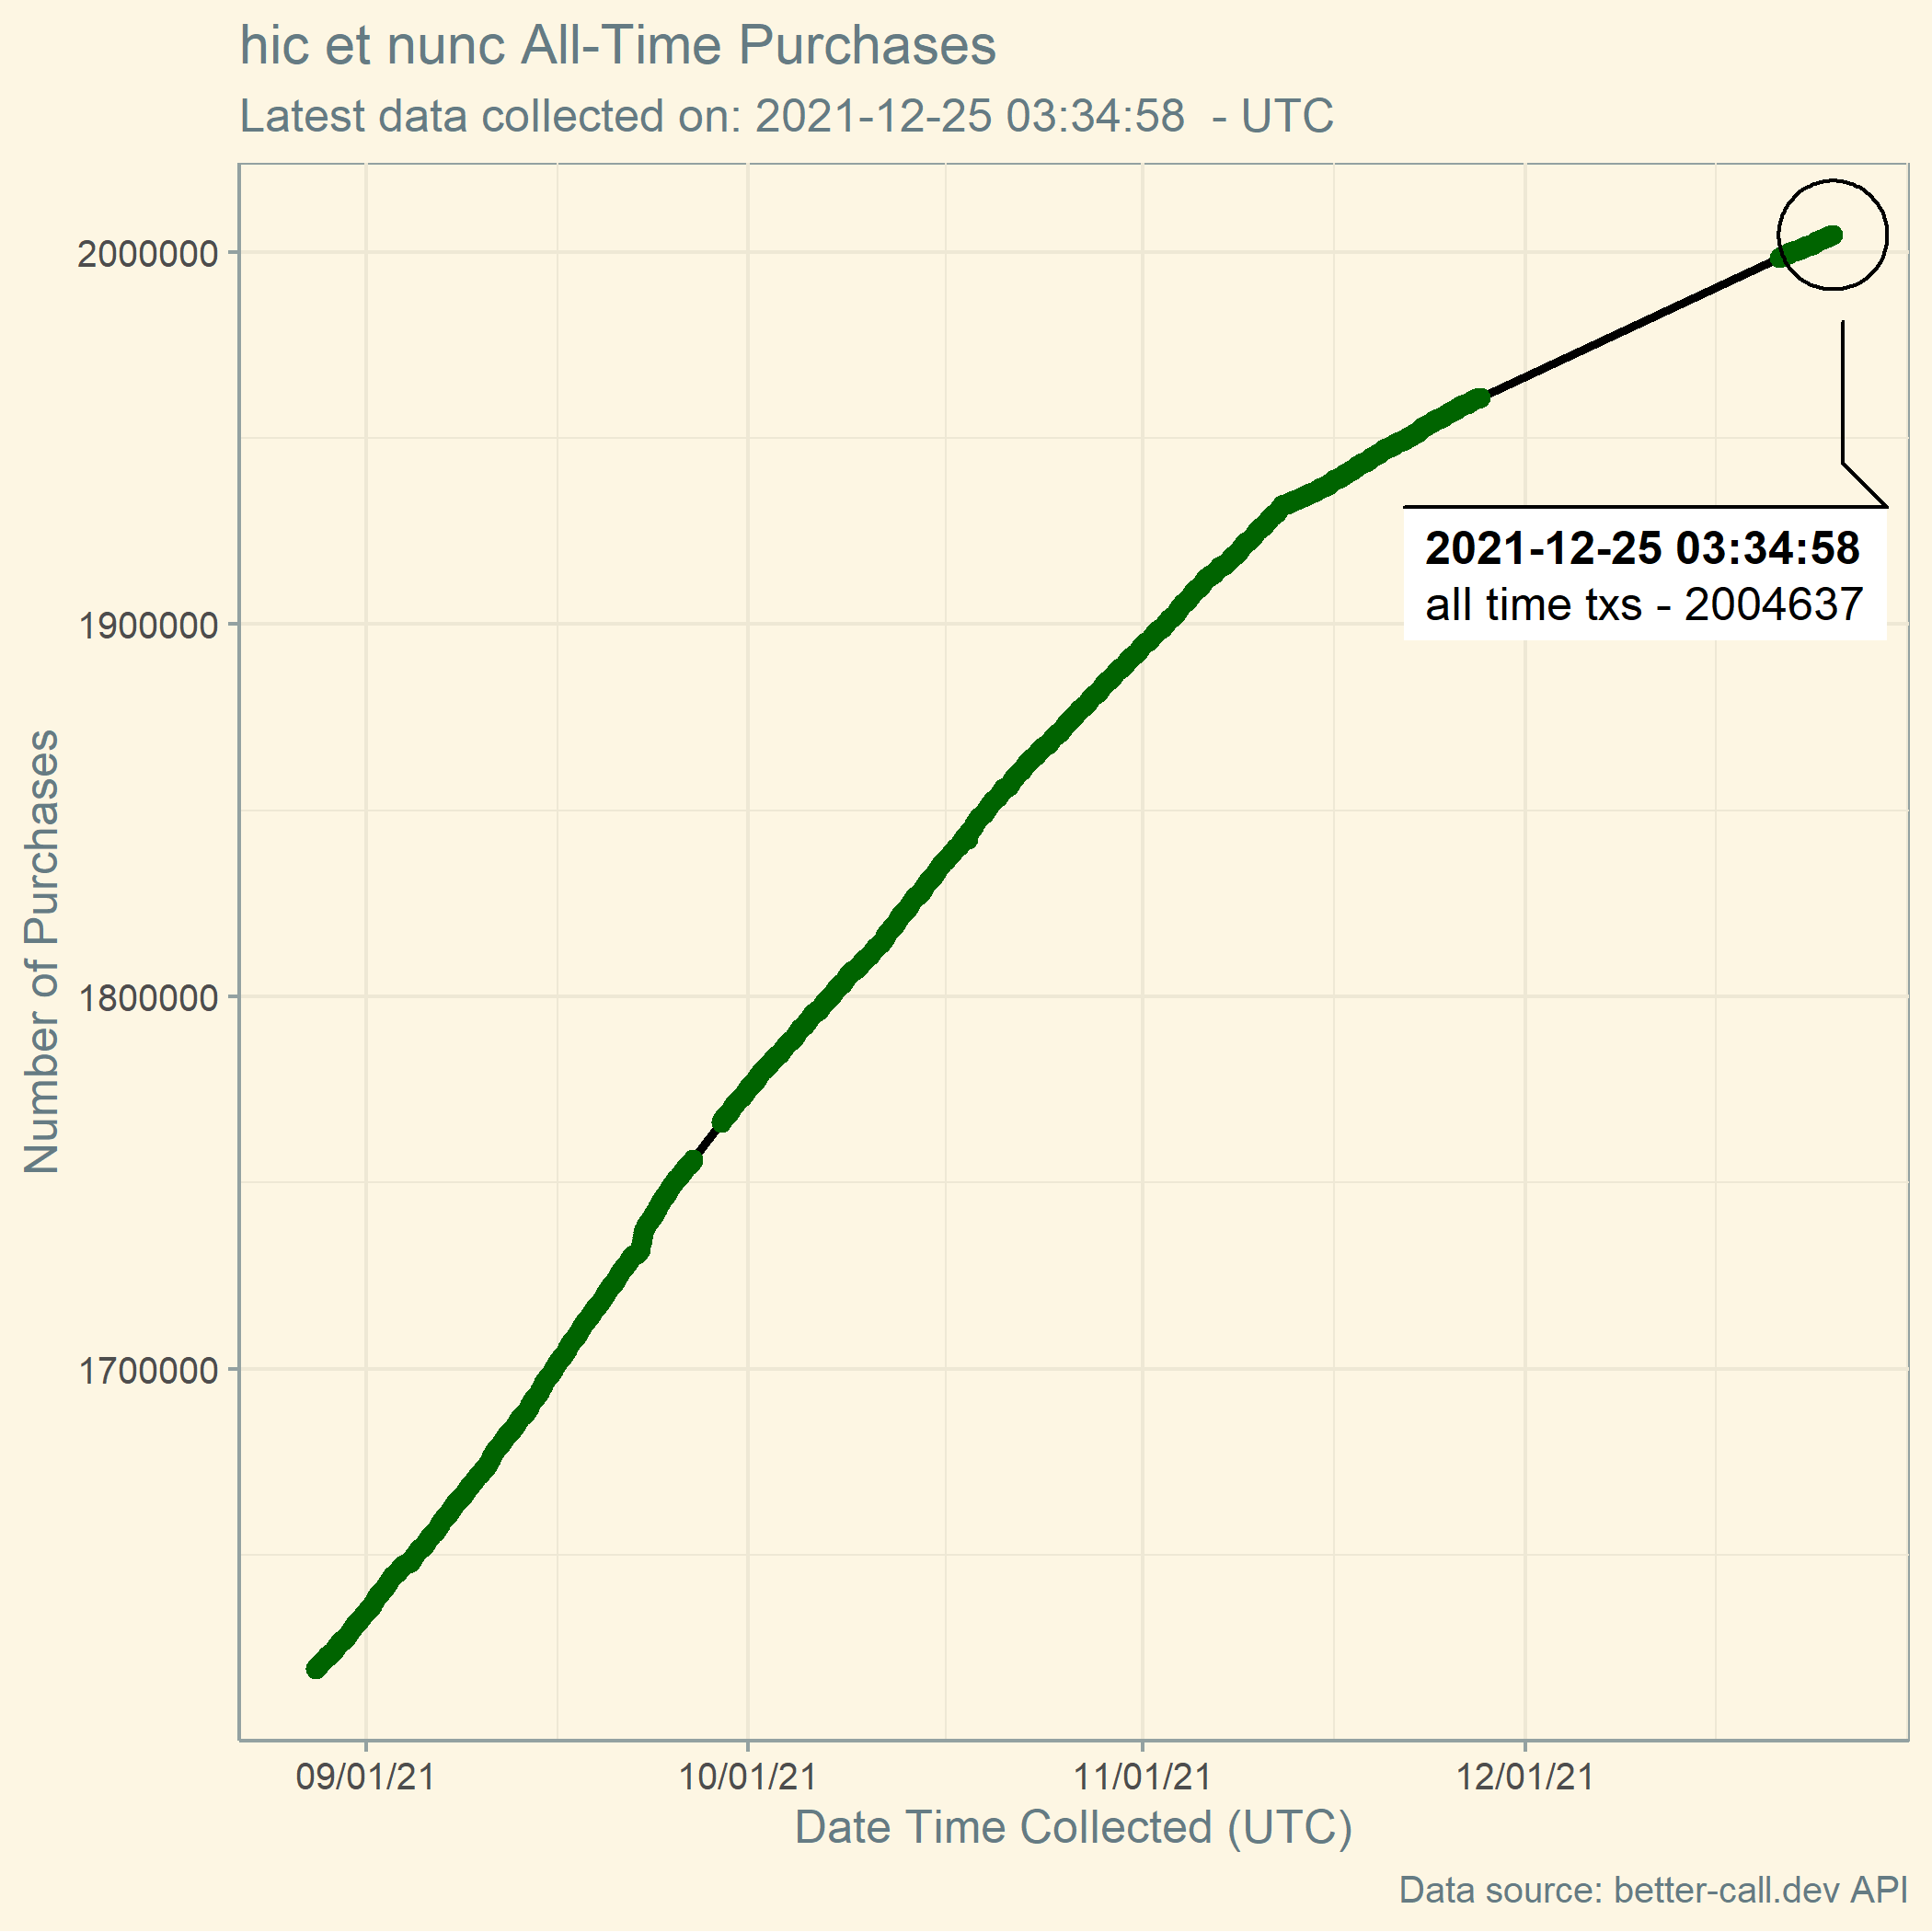 hic et nunc All-Time Purchases
Latest data collected on: 2021-12-25 03:34:58  - UTC
2000000
1900000
1800000
1700000
Number of Purchases
2021-12-25 03:34:58
all time txs - 2004637
09/01/21 10/01/21 11/01/21 12/01/21
Date Time Collected (UTC)
Data source: better-call.dev API